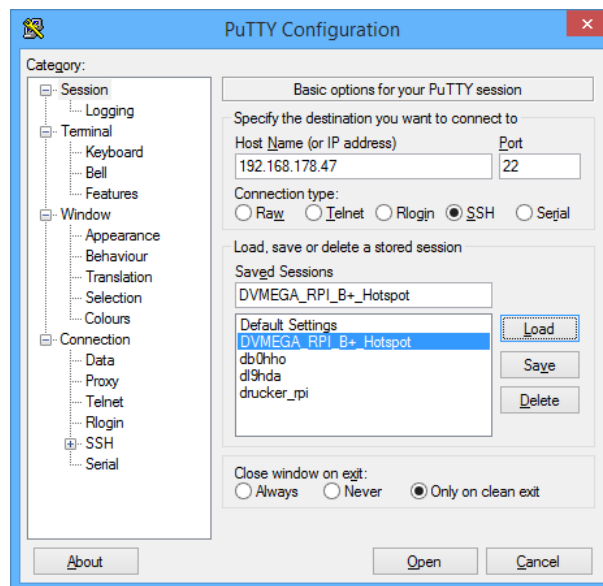 PuTTY Configuration
Category:
Session
Logging
Terminal
Keyboard
Bell
Features
Window
Appearance
Behaviour
Translation
Selection
Colours
Connection
Data
Proxy
Telnet
Rlogin
SSH
Serial
Basic options for your PuTTY session
Specify the destination you want to connect to
Host Name (or IP address) Port
192.168.178.47 22
Connection type:
Raw Telnet Rlogin SSH Serial
Load, save or delete a stored session
Saved Sessions
DVMEGA_RPI_B+_Hotspot
Default Settings
DVMEGA_RPI_B+_Hotspot
db0hho
dl9hda
drucker_rpi
Load
Save
Delete
Close window on exit:
Always Never Only on clean exit
About Open Cancel